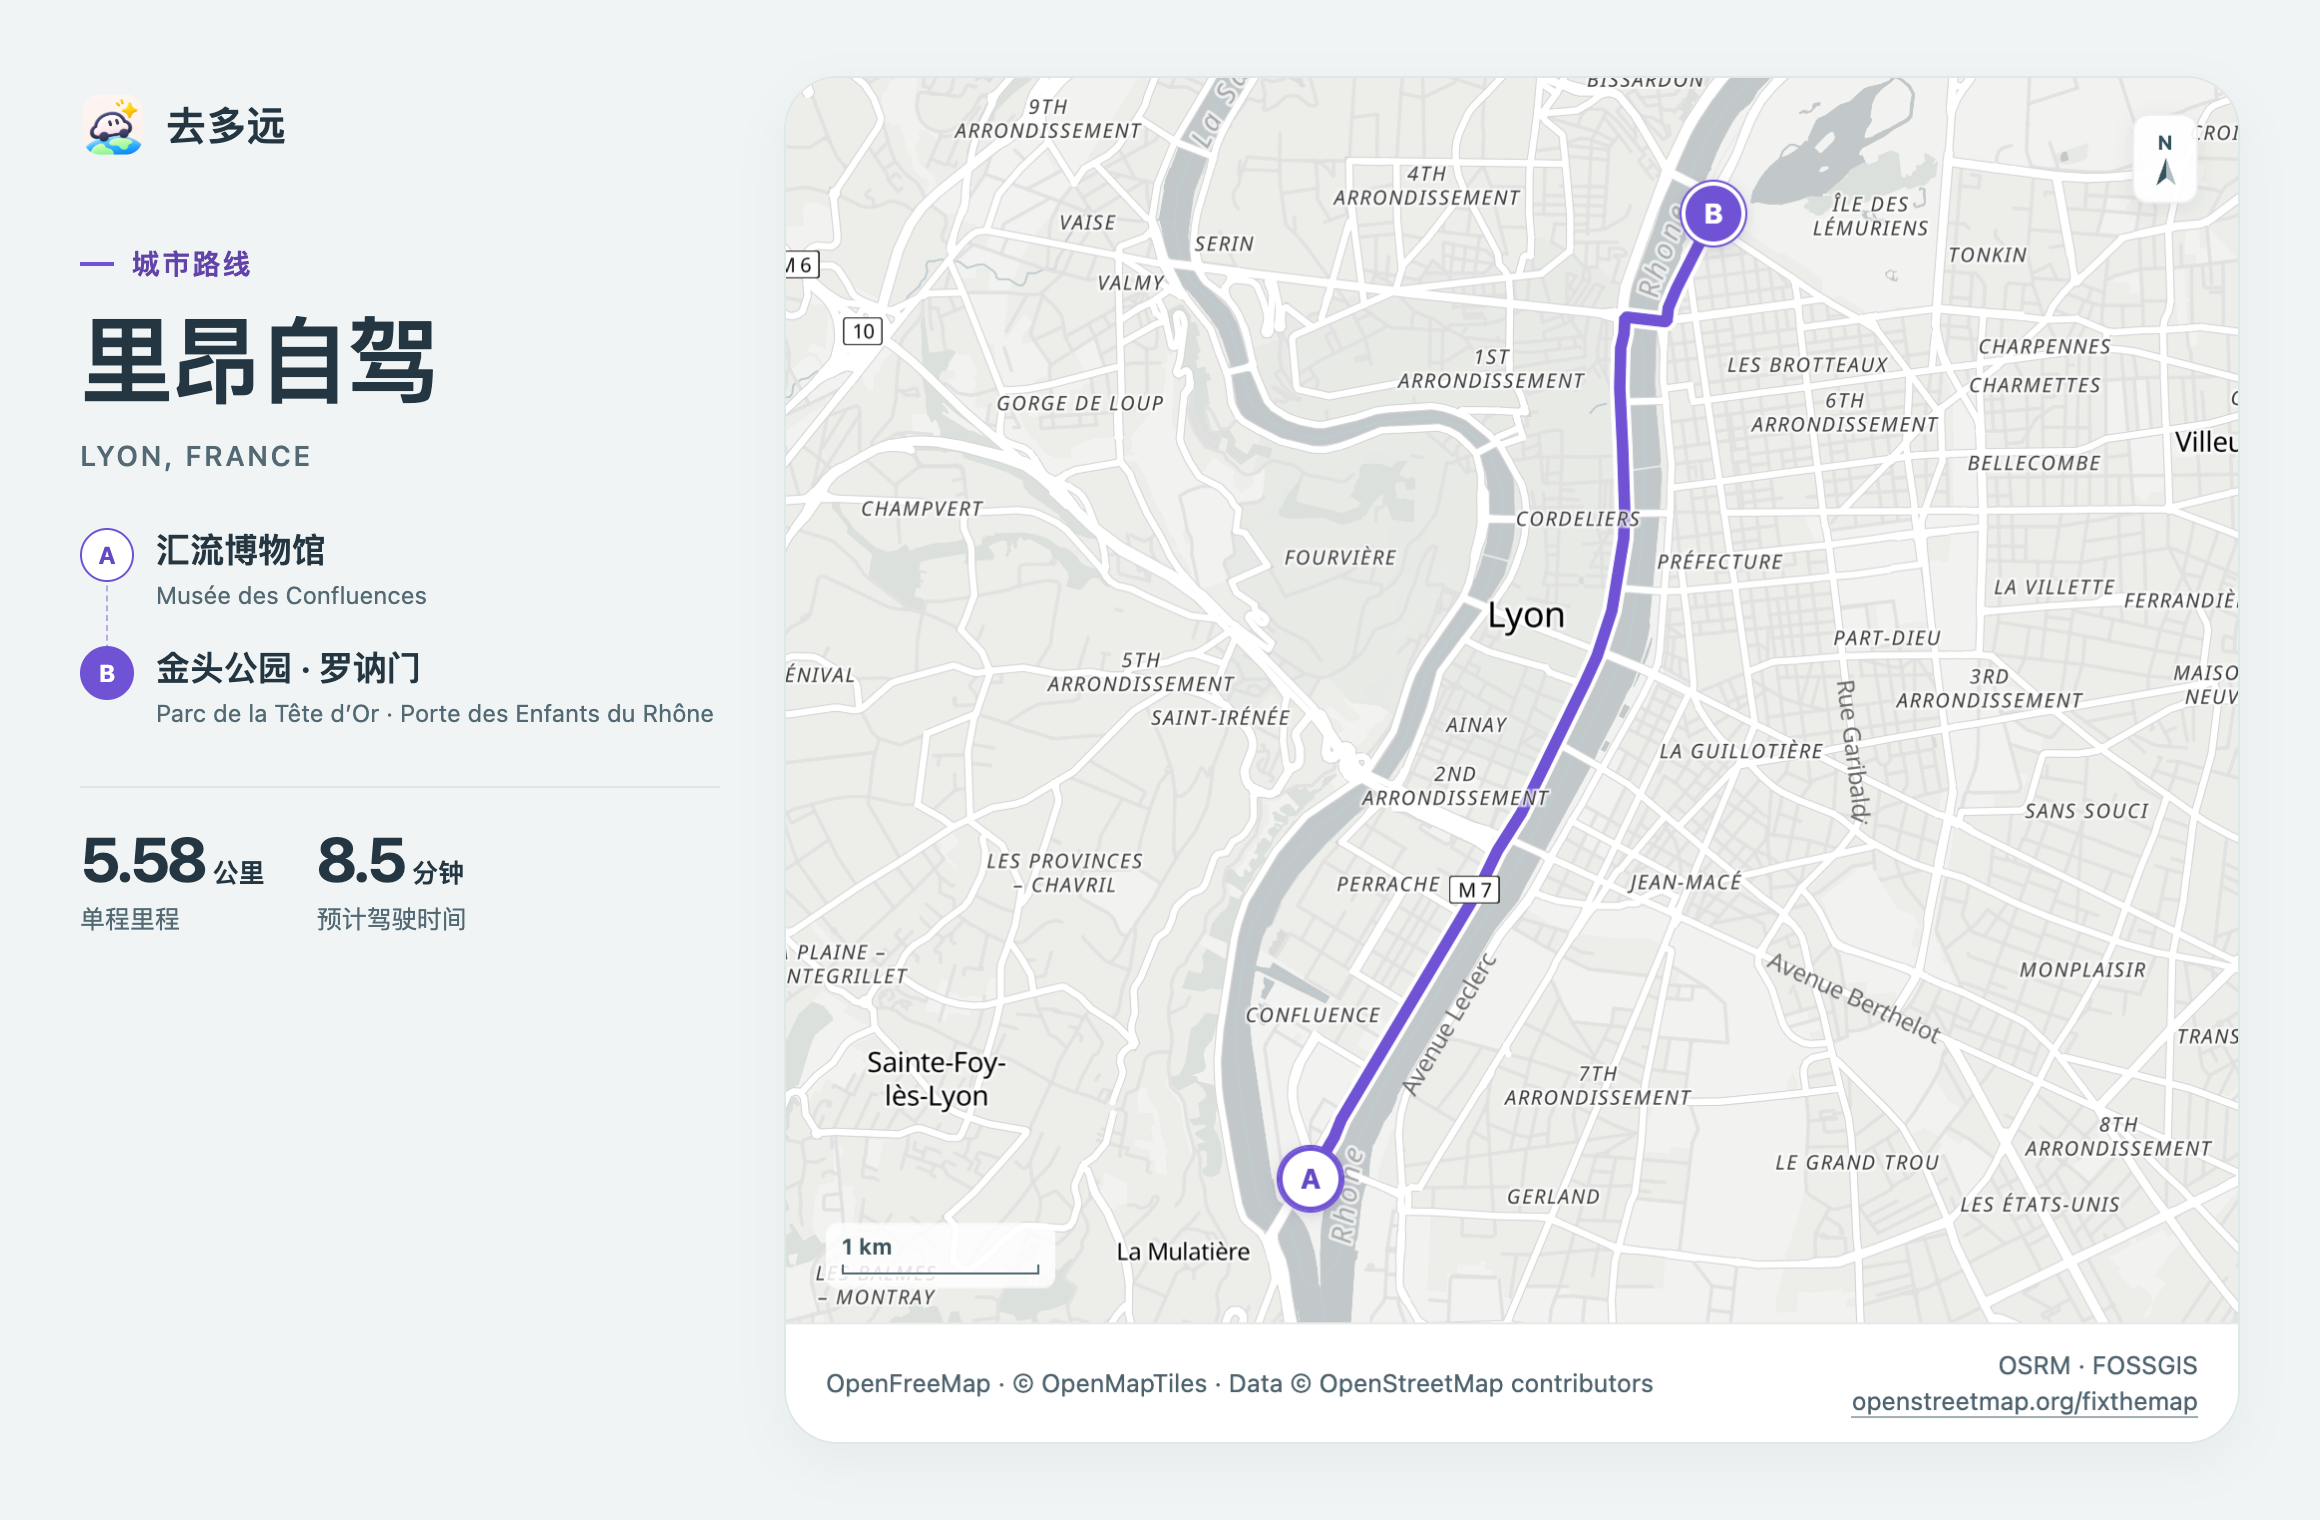 去多远
城市路线
里昂自驾
LYON, FRANCE
A
汇流博物馆
Musée des Confluences
B
金头公园 · 罗讷门
Parc de la Tête d’Or · Porte des Enfants du Rhône
5.58 公里
单程里程
8.5 分钟
预计驾驶时间
BISSARDON
9TH
ARRONDISSEMENT
N
4TH
ARRONDISSEMENT
B
ÎLE DES
LÉMURIENS
VAISE
SERIN
TONKIN
Rhône
M 6
VALMY
10
CHARPENNES
1ST
ARRONDISSEMENT
LES BROTTEAUX
CHARMETTES
GORGE DE LOUP
6TH
ARRONDISSEMENT
BELLECOMBE
CHAMPVERT
CORDELIERS
FOURVIÈRE
PRÉFECTURE
LA VILLETTE
Lyon
PART-DIEU
5TH
ARRONDISSEMENT
3RD
ARRONDISSEMENT
SAINT-IRÉNÉE
AINAY
Rue Garibaldi
LA GUILLOTIÈRE
2ND
ARRONDISSEMENT
SANS SOUCI
LES PROVINCES
– CHAVRIL
PERRACHE
M 7
JEAN-MACÉ
PLAINE –
NTEGRILLET
Avenue Leclerc
Avenue Berthelot
MONPLAISIR
CONFLUENCE
Sainte-Foy-
lès-Lyon
7TH
ARRONDISSEMENT
8TH
ARRONDISSEMENT
A
Rhône
LE GRAND TROU
GERLAND
LES ÉTATS-UNIS
1 km
La Mulatière
LES BALMES
– MONTRAY
OpenFreeMap · © OpenMapTiles · Data © OpenStreetMap contributors
OSRM · FOSSGIS
openstreetmap.org/fixthemap